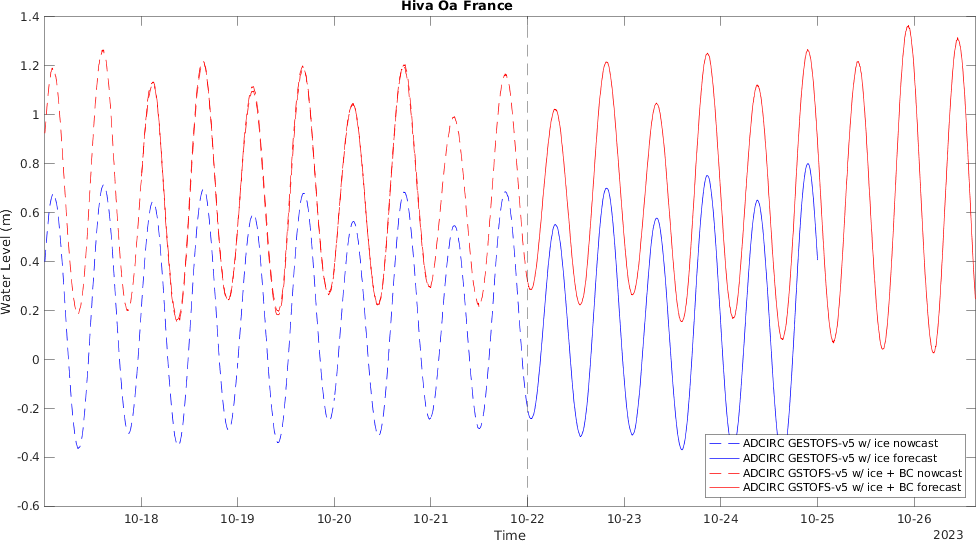 Hiva Oa France
1.4
1.2
1
0.8
0.6
0.4
0.2
0
-0.2
-0.4
-0.6
Water Level (m)
ADCIRC GESTOFS-v5 w/ ice nowcast
ADCIRC GESTOFS-v5 w/ ice forecast
ADCIRC GSTOFS-v5 w/ ice + BC nowcast
ADCIRC GSTOFS-v5 w/ ice + BC forecast
10-18 10-19 10-20 10-21 10-22 10-23 10-24 10-25 10-26
Time
2023